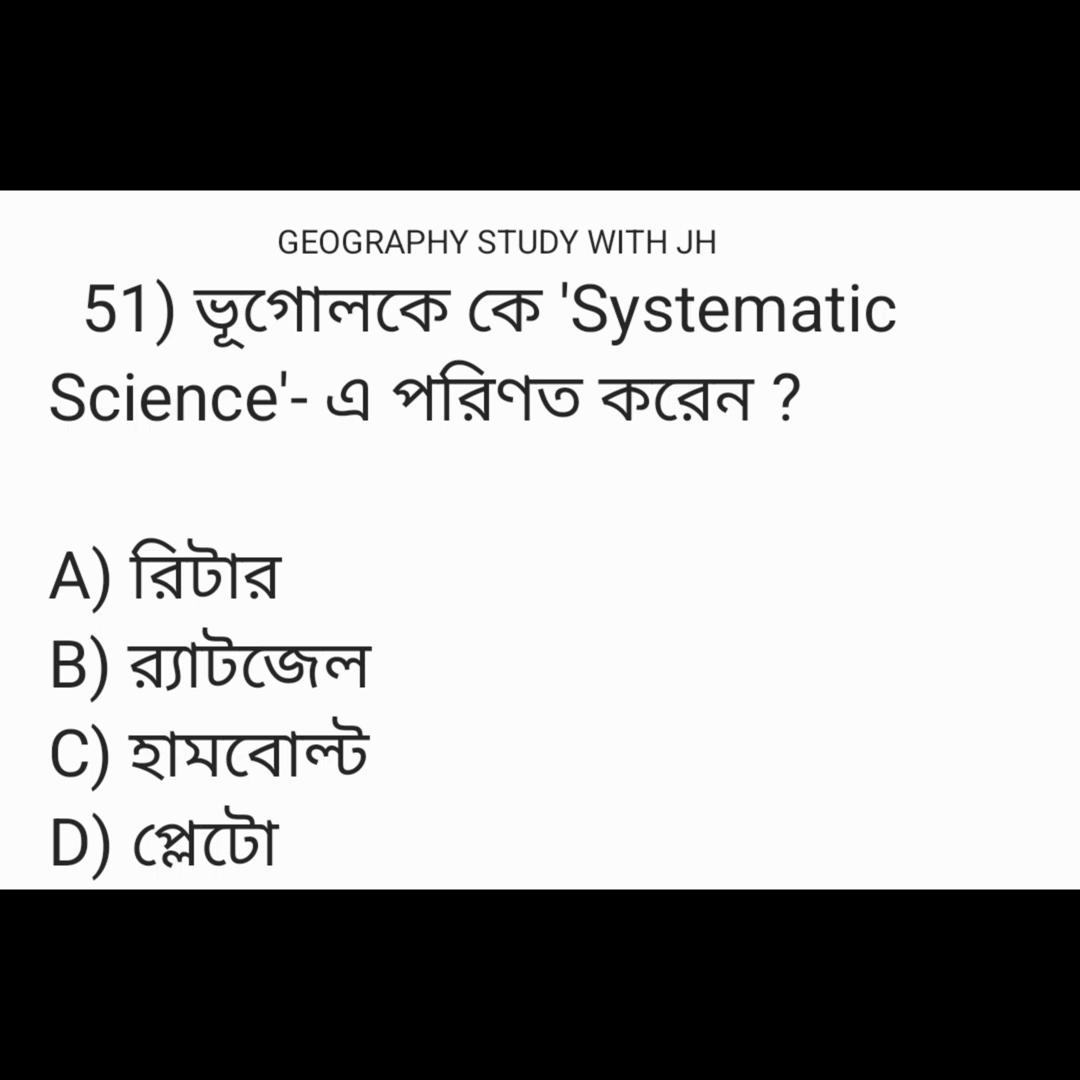 GEOGRAPHY STUDY WITH JH
51) ভূগোলকে কে 'Systematic
Science'- এ পরিণত করেন ?
A) রিটার
B) র‍্যাটজেল
C) হামবোল্ট
D) প্লেটো